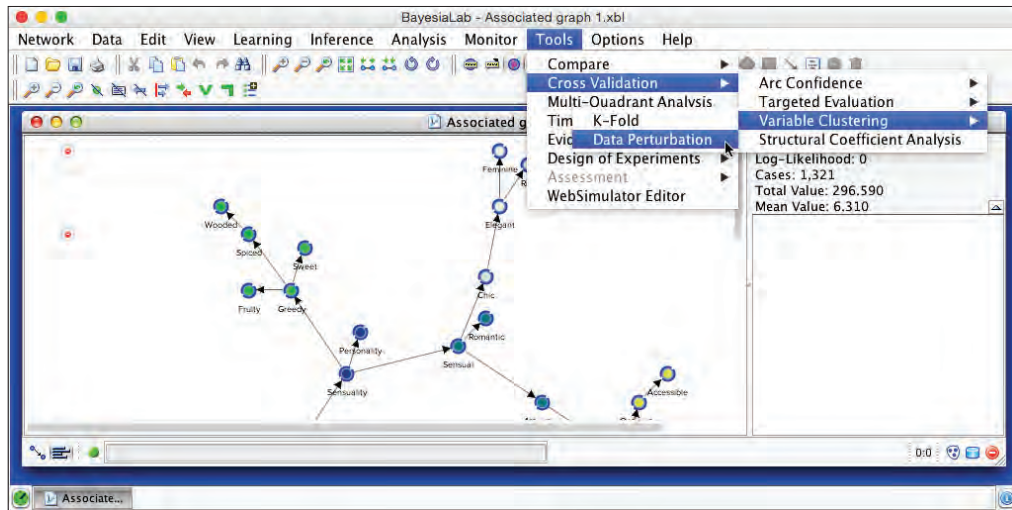 BayesiaLab - Associated graph 1.xbl
Network Data Edit View Learning Inference Analysis Monitor Tools Options Help
Compare
Cross Validation
Multi-Quadrant Analysis
Tim
Evid
Design of Experiments
Assessment
WebSimulator Editor
K-Fold
Data Perturbation
Arc Confidence
Targeted Evaluation
Variable Clustering
Structural Coefficient Analysis
Associated g
Log-Likelihood: 0
Cases: 1,321
Total Value: 296.590
Mean Value: 6.310
Feminine
Elegant
Wooded
Spiced
Sweet
Fruity
Greedy
Chic
Romantic
Personality
Sensual
Sensuality
Accessible
0:0
Associate...